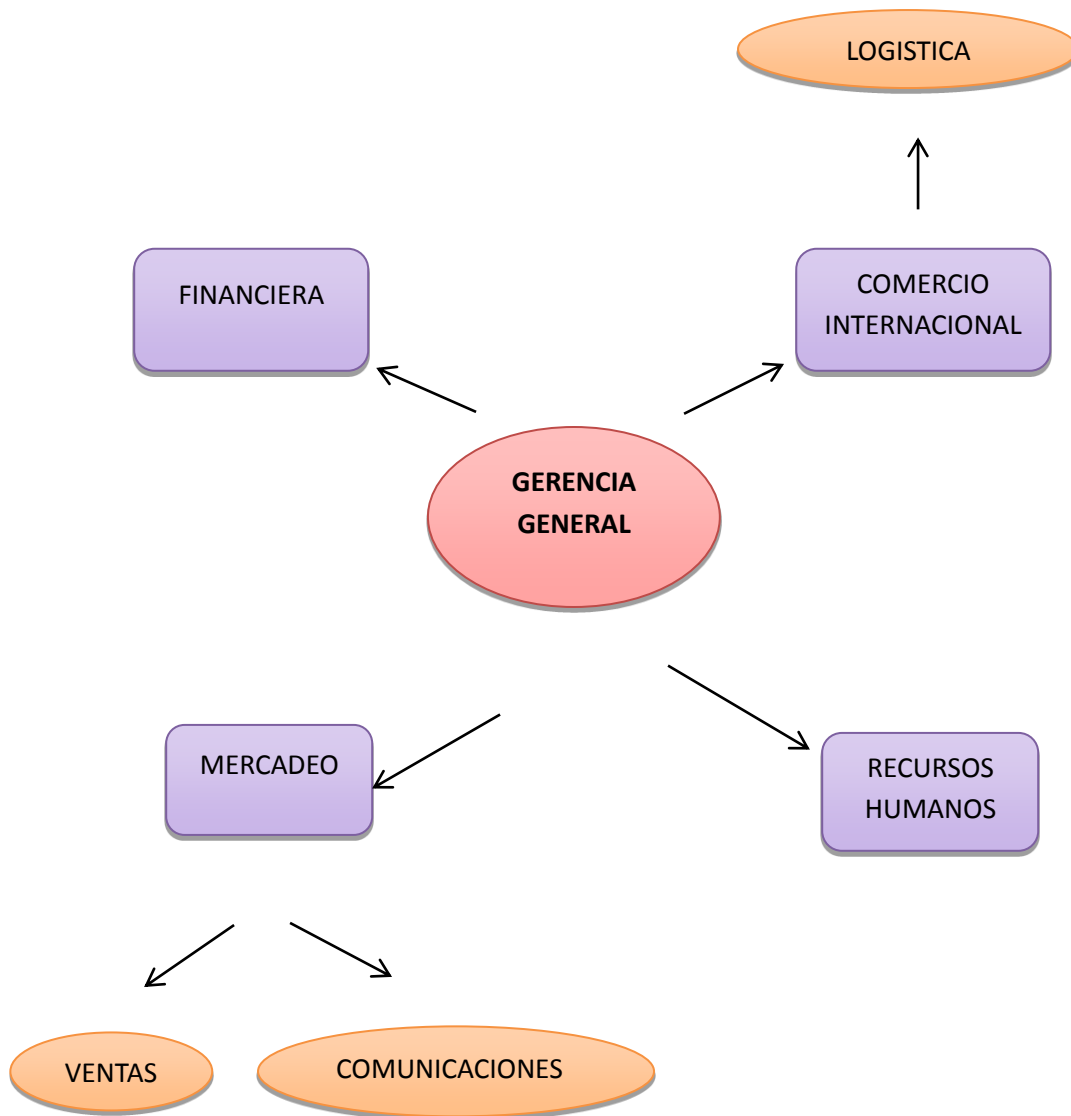 LOGISTICA
FINANCIERA
COMERCIO
INTERNACIONAL
GERENCIA
GENERAL
MERCADEO
RECURSOS
HUMANOS
VENTAS
COMUNICACIONES